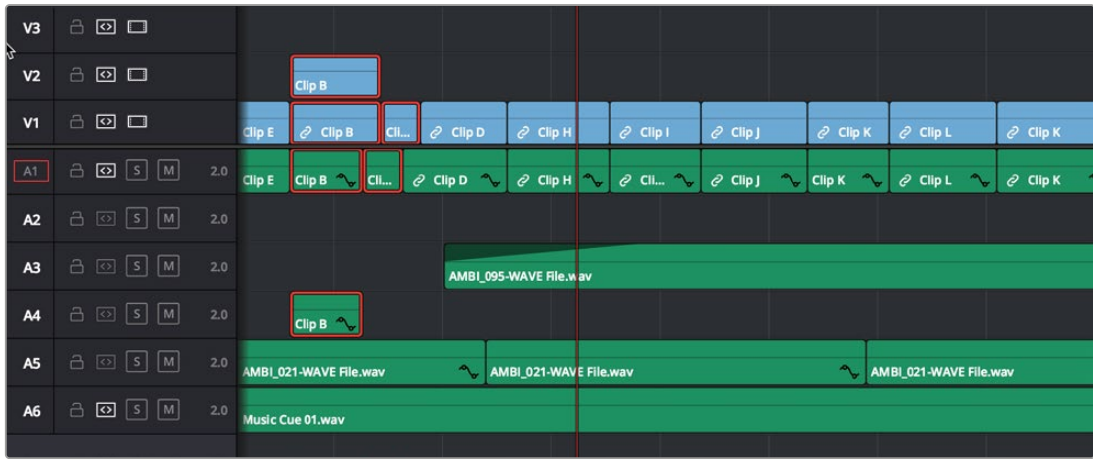 V3
V2
Clip B
V1
Clip E Clip B Cli... Clip D Clip H Clip I Clip J Clip K Clip L Clip K
A1 S M 2.0
Clip E Clip B Cli... Clip D Clip H Cli... Clip J Clip K Clip L Clip K
A2 S M 2.0
A3 S M 2.0
AMBI_095-WAVE File.wav
A4 S M 2.0
Clip B
A5 S M 2.0
AMBI_021-WAVE File.wav AMBI_021-WAVE File.wav AMBI_021-WAVE File.wav
A6 S M 2.0
Music Cue 01.wav